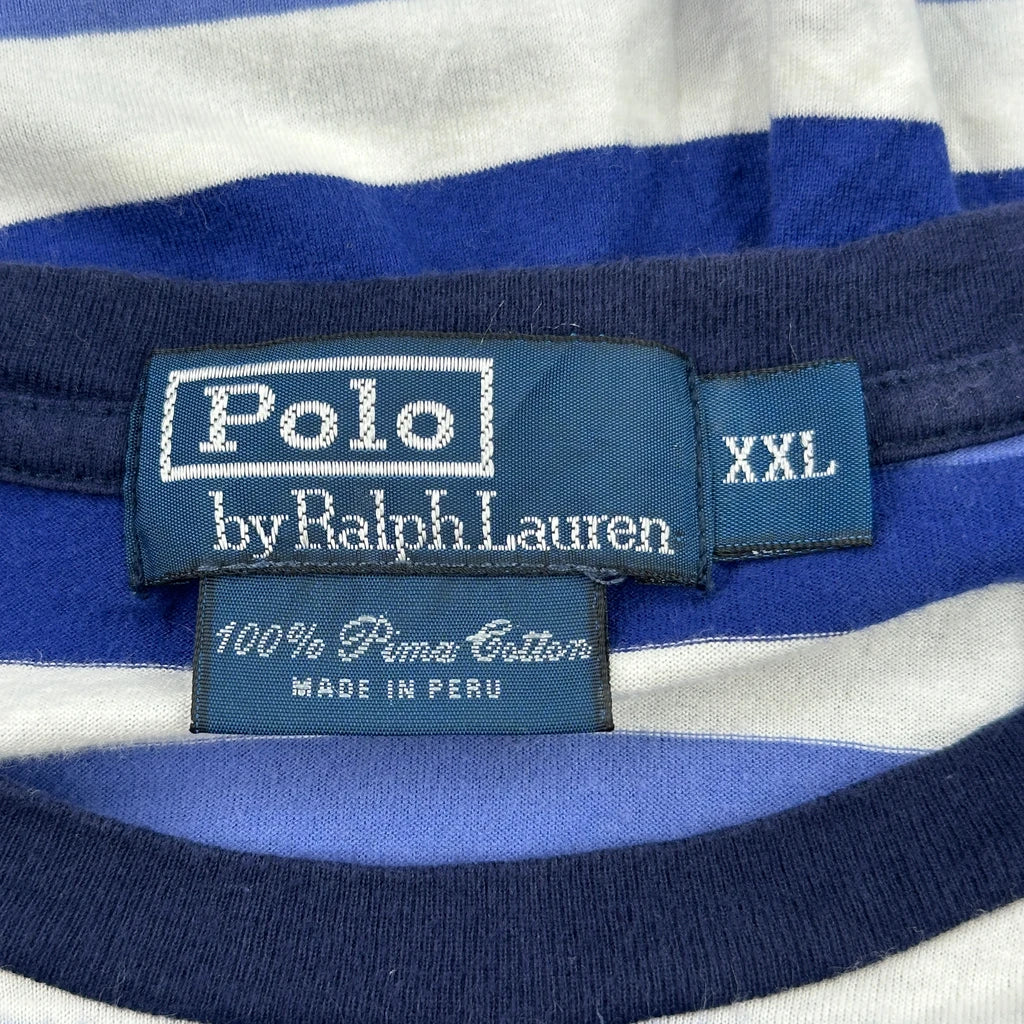 Polo
by Ralph Lauren
XXL
100% Pima Cotton
MADE IN PERU